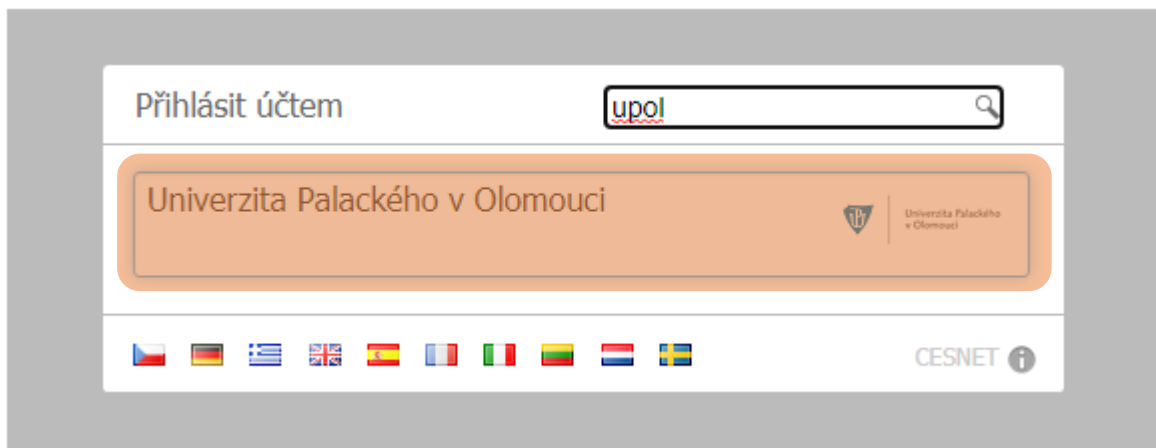 Přihlásit účtem
upol
Univerzita Palackého v Olomouci
Univerzita Palackého
v Olomouci
CESNET